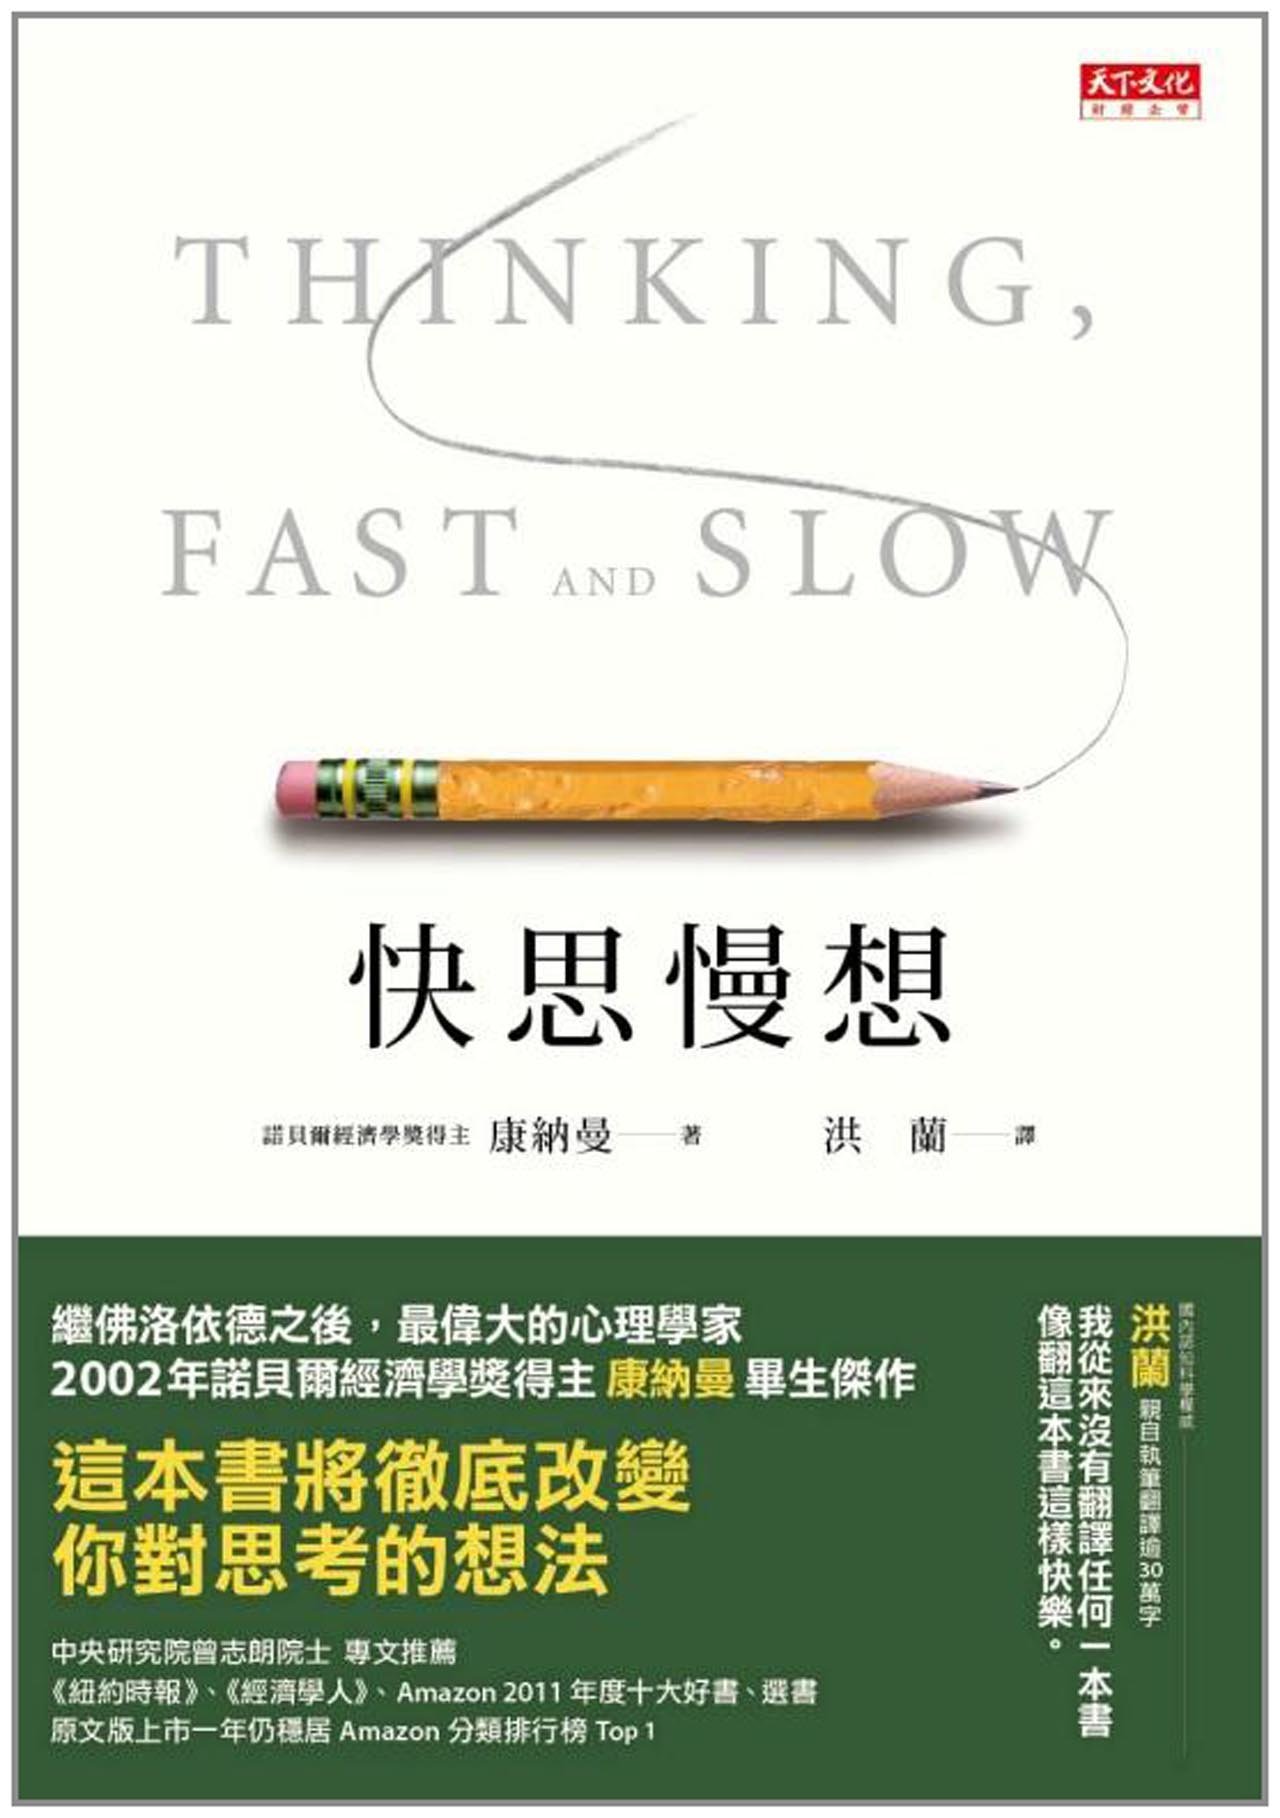 天下文化
財經企管
THINKING,
FAST AND SLOW
快思慢想
諾貝爾經濟學獎得主 康納曼——著 洪 蘭——譯
繼佛洛依德之後，最偉大的心理學家
2002年諾貝爾經濟學獎得主 康納曼 畢生傑作
這本書將徹底改變
你對思考的想法
中央研究院曾志朗院士 專文推薦
《紐約時報》、《經濟學人》、Amazon 2011 年度十大好書、選書
原文版上市一年仍穩居 Amazon 分類排行榜 Top 1
國內認知科學權威
洪蘭 親自執筆翻譯逾30萬字
我從來沒有翻譯任何一本書
像翻這本書這樣快樂。